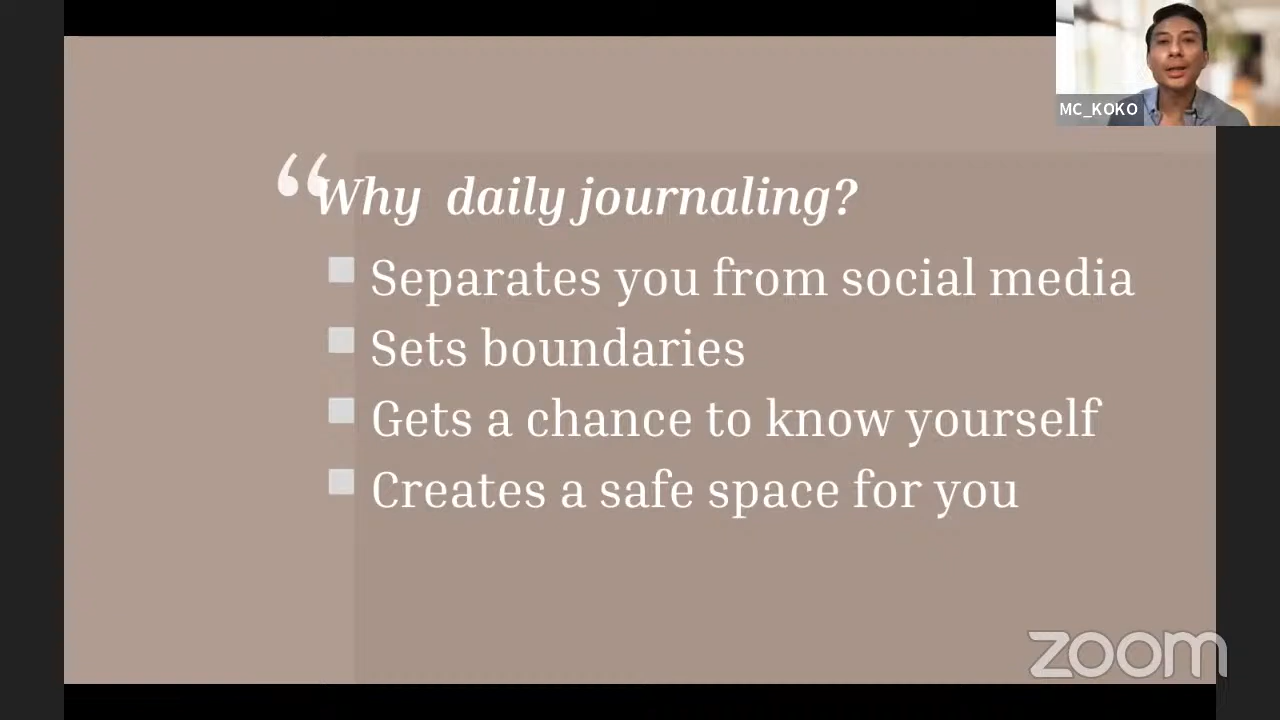 MC_KOKO
“Why daily journaling?
Separates you from social media
Sets boundaries
Gets a chance to know yourself
Creates a safe space for you
zoom